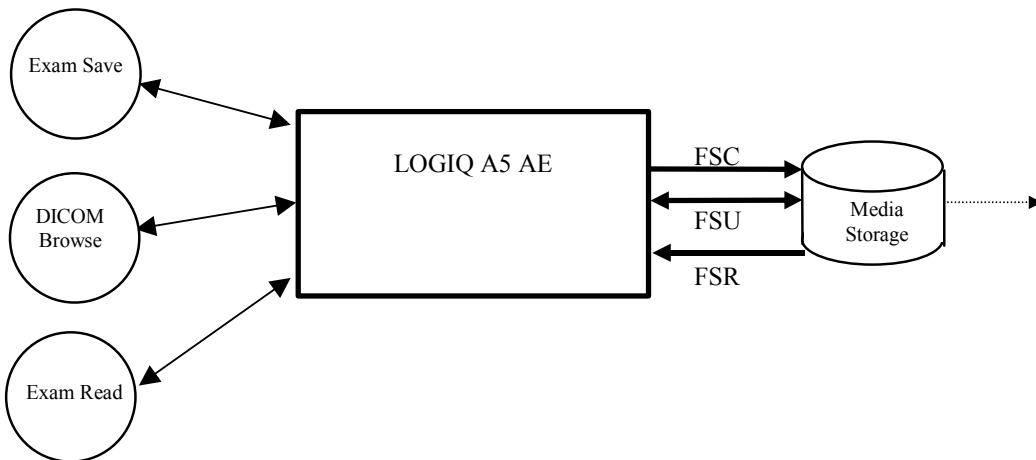 Exam Save
DICOM
Browse
Exam Read
LOGIQ A5 AE
FSC
FSU
FSR
Media
Storage